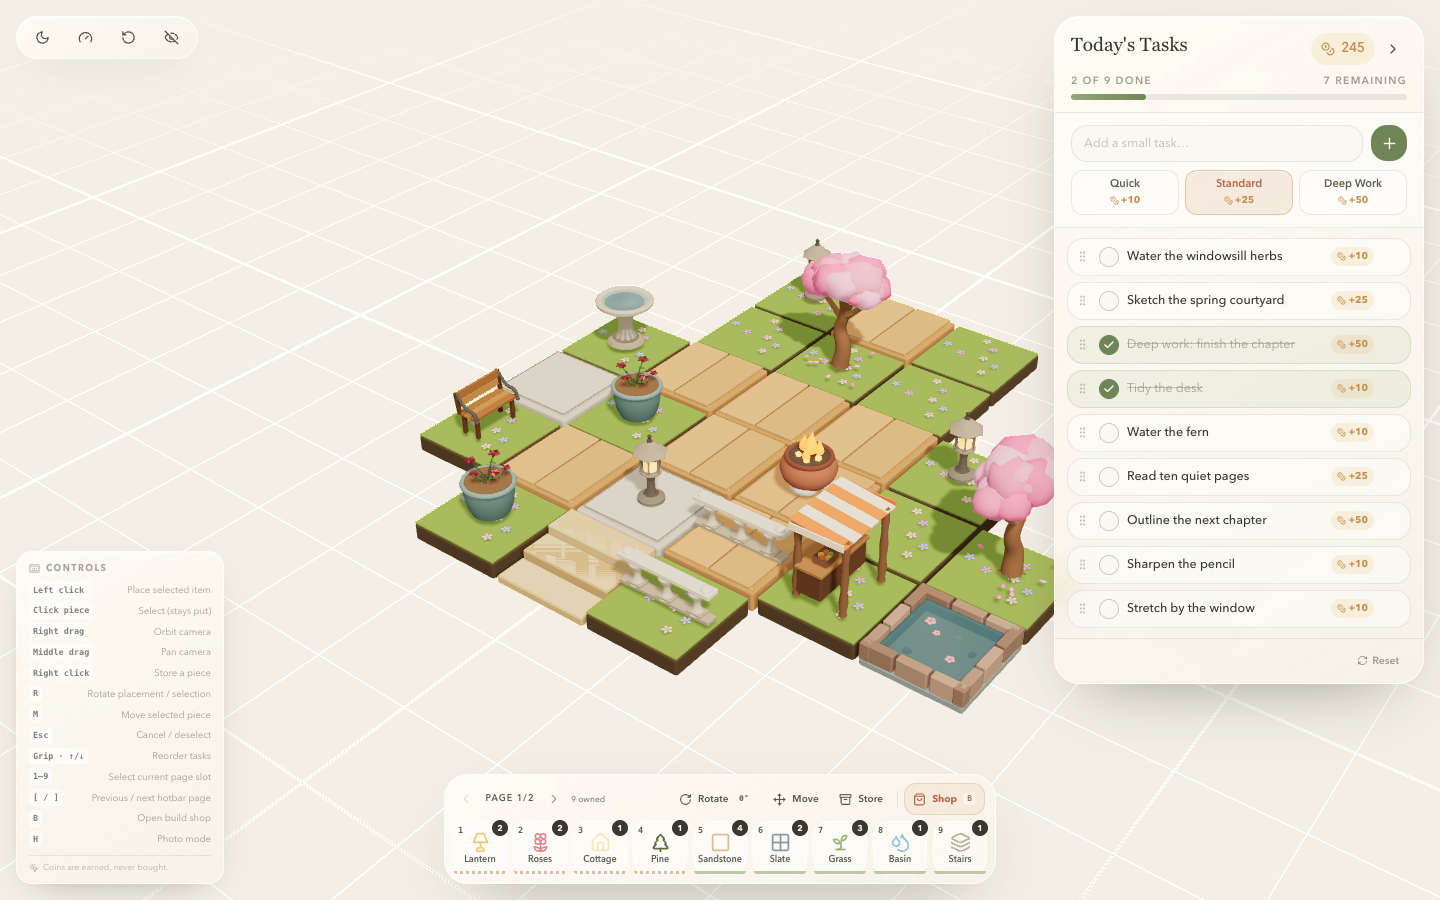 Today's Tasks
245
2 OF 9 DONE
7 REMAINING
Add a small task...
Quick
+10
Standard
+25
Deep Work
+50
Water the windowsill herbs +10
Sketch the spring courtyard +25
Deep work: finish the chapter +50
Tidy the desk +10
Water the fern +10
Read ten quiet pages +25
Outline the next chapter +50
Sharpen the pencil +10
Stretch by the window +10
Reset
CONTROLS
Left click Place selected item
Click piece Select (stays put)
Right drag Orbit camera
Middle drag Pan camera
Right click Store a piece
R Rotate placement / selection
M Move selected piece
Esc Cancel / deselect
Grip · ↑/↓ Reorder tasks
1–9 Select current page slot
[ / ] Previous / next hotbar page
B Open build shop
H Photo mode
Coins are earned, never bought.
PAGE 1/2
9 owned
Rotate 0°
Move
Store
Shop B
1 2 Lantern
2 2 Roses
3 1 Cottage
4 1 Pine
5 4 Sandstone
6 2 Slate
7 3 Grass
8 1 Basin
9 1 Stairs